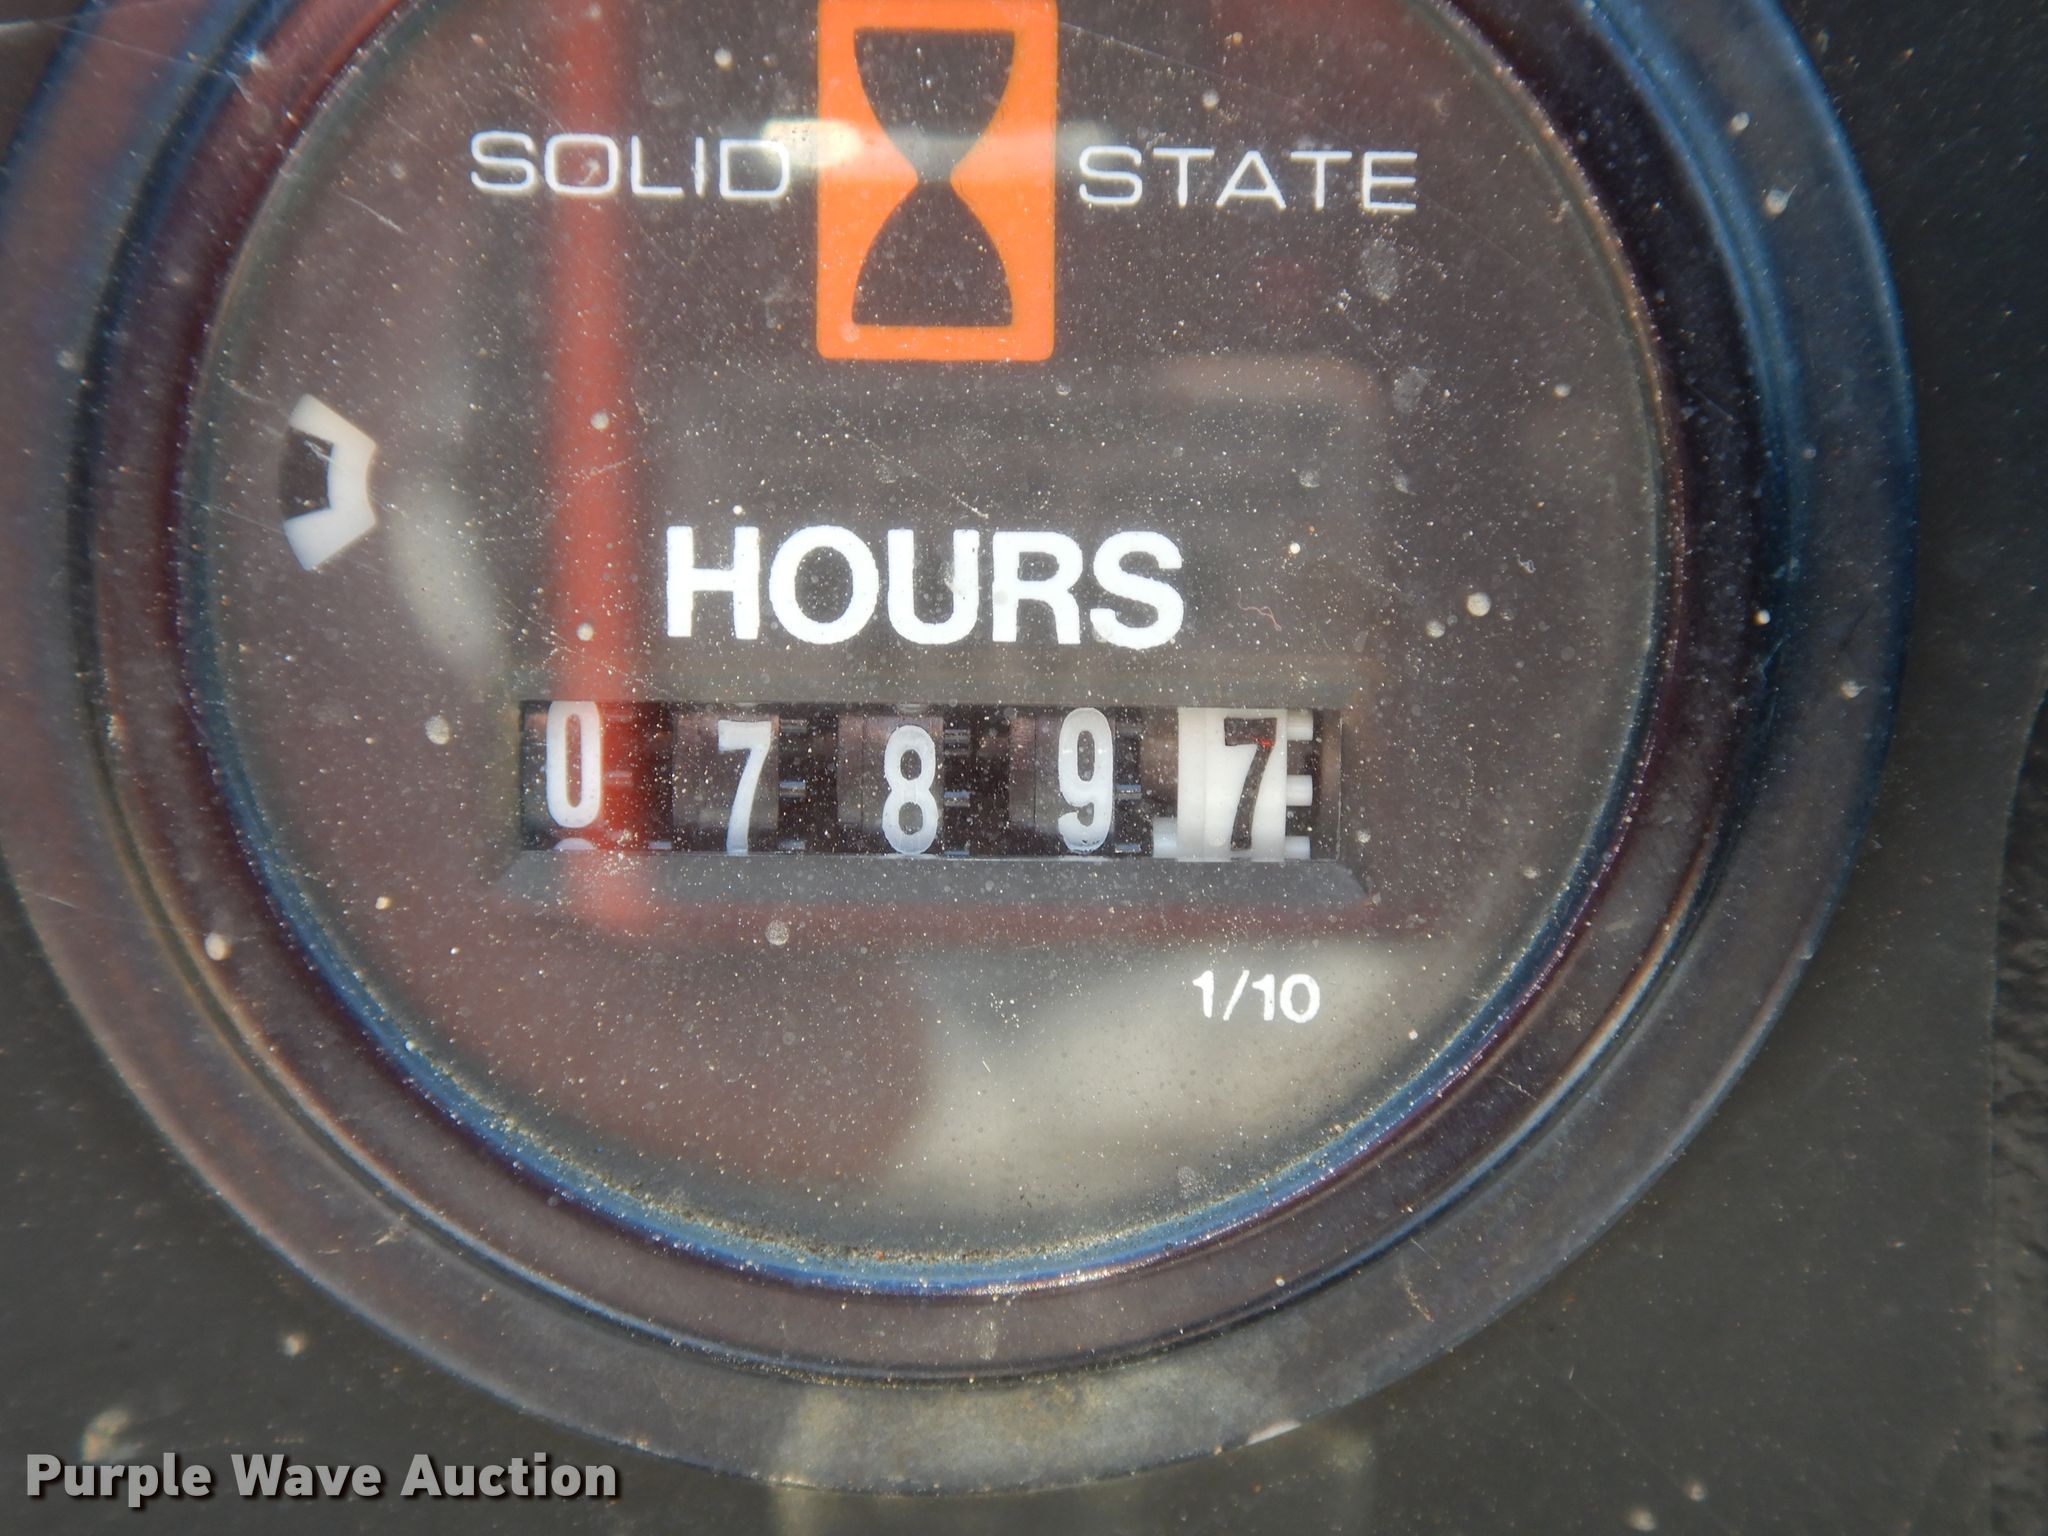 SOLID STATE
HOURS
0 7 8 9 7
1/10
Purple Wave Auction